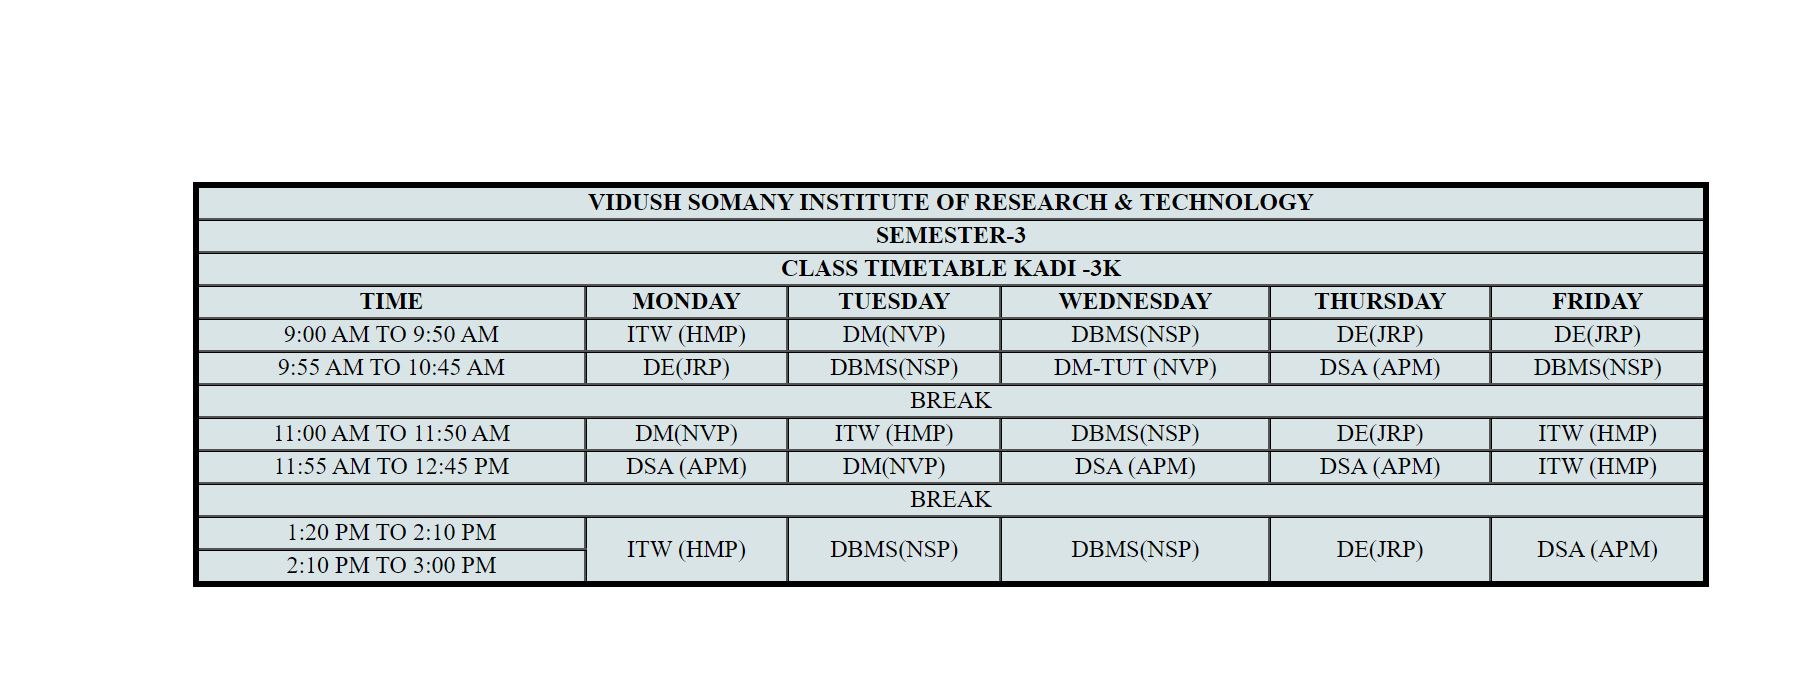 VIDUSH SOMANY INSTITUTE OF RESEARCH & TECHNOLOGY
SEMESTER-3
CLASS TIMETABLE KADI -3K
TIME MONDAY TUESDAY WEDNESDAY THURSDAY FRIDAY
9:00 AM TO 9:50 AM ITW (HMP) DM(NVP) DBMS(NSP) DE(JRP) DE(JRP)
9:55 AM TO 10:45 AM DE(JRP) DBMS(NSP) DM-TUT (NVP) DSA (APM) DBMS(NSP)
BREAK
11:00 AM TO 11:50 AM DM(NVP) ITW (HMP) DBMS(NSP) DE(JRP) ITW (HMP)
11:55 AM TO 12:45 PM DSA (APM) DM(NVP) DSA (APM) DSA (APM) ITW (HMP)
BREAK
1:20 PM TO 2:10 PM
ITW (HMP) DBMS(NSP) DBMS(NSP) DE(JRP) DSA (APM)
2:10 PM TO 3:00 PM